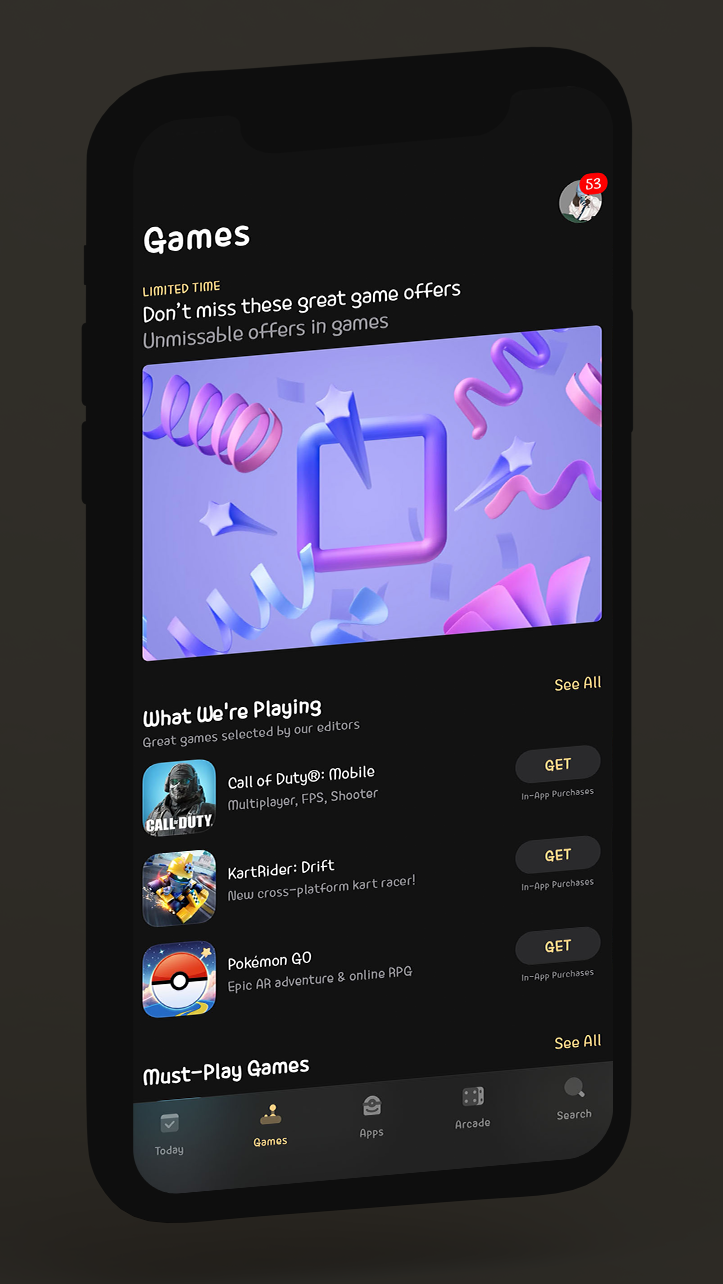 53
Games
LIMITED TIME
Don't miss these great game offers
Unmissable offers in games
See All
What We're Playing
Great games selected by our editors
Call of Duty®: Mobile
Multiplayer, FPS, Shooter
GET
In-App Purchases
CALL OF DUTY
KartRider: Drift
New cross-platform kart racer!
GET
In-App Purchases
Pokémon GO
Epic AR adventure & online RPG
GET
In-App Purchases
See All
Must-Play Games
Today
Games
Apps
Arcade
Search